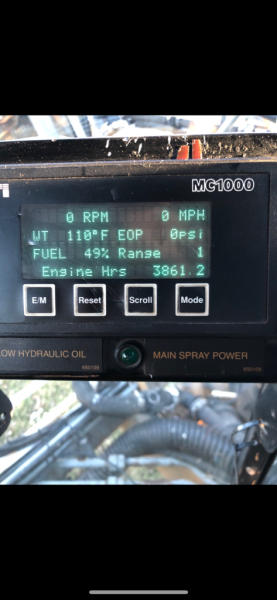 MC1000
0 RPM 0 MPH
WT 110°F EOP 0psi
FUEL 49% Range 1
Engine Hrs 3861.2
E/M Reset Scroll Mode
LOW HYDRAULIC OIL MAIN SPRAY POWER